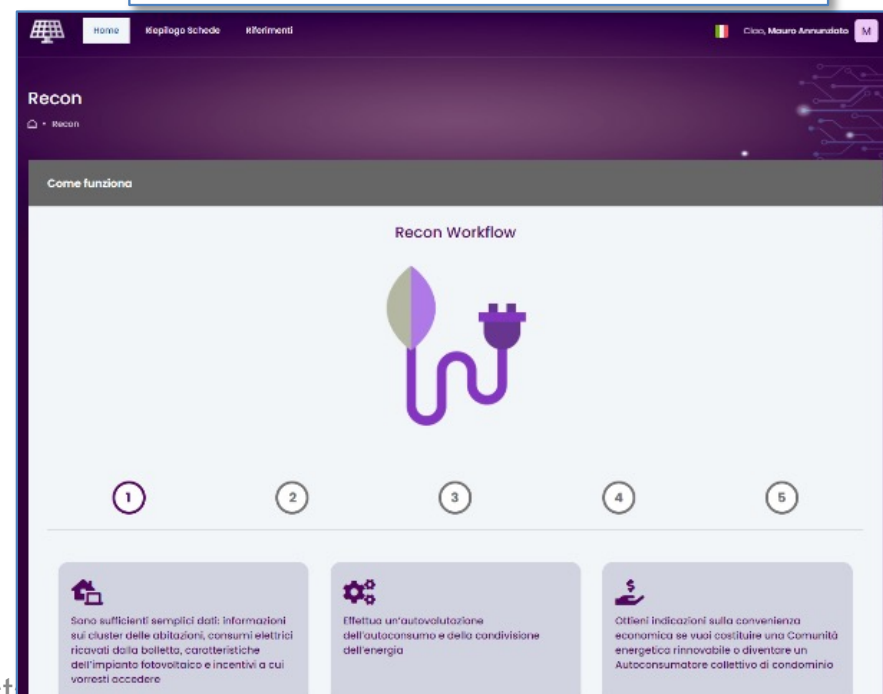 Home Riepilogo Schede Riferimenti Ciao, Mauro Annunziato M
Recon
Recon
Come funziona
Recon Workflow
1 2 3 4 5
Sono sufficienti semplici dati: informazioni
sui cluster delle abitazioni, consumi elettrici
ricavati dalla bolletta, caratteristiche
dell'impianto fotovoltaico e incentivi a cui
vorresti accedere
Effettua un'autovalutazione
dell'autoconsumo e della condivisione
dell'energia
Ottieni indicazioni sulla convenienza
economica se vuoi costituire una Comunità
energetica rinnovabile o diventare un
Autoconsumatore collettivo di condominio